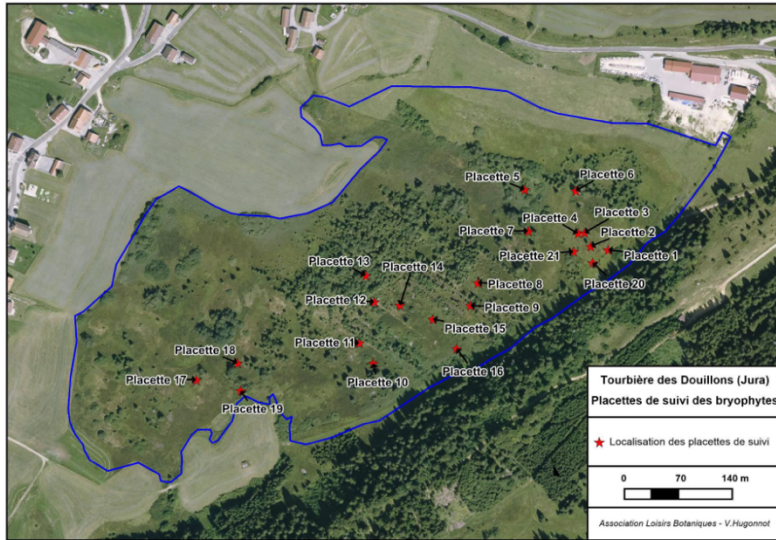 Placette 5
Placette 6
Placette 4
Placette 3
Placette 7
Placette 2
Placette 21
Placette 1
Placette 13
Placette 14
Placette 20
Placette 8
Placette 12
Placette 9
Placette 15
Placette 11
Placette 16
Placette 18
Placette 10
Placette 17
Placette 19
Tourbière des Douillons (Jura)
Placettes de suivi des bryophytes
Localisation des placettes de suivi
0 70 140 m
Association Loisirs Botaniques - V.Hugonnot